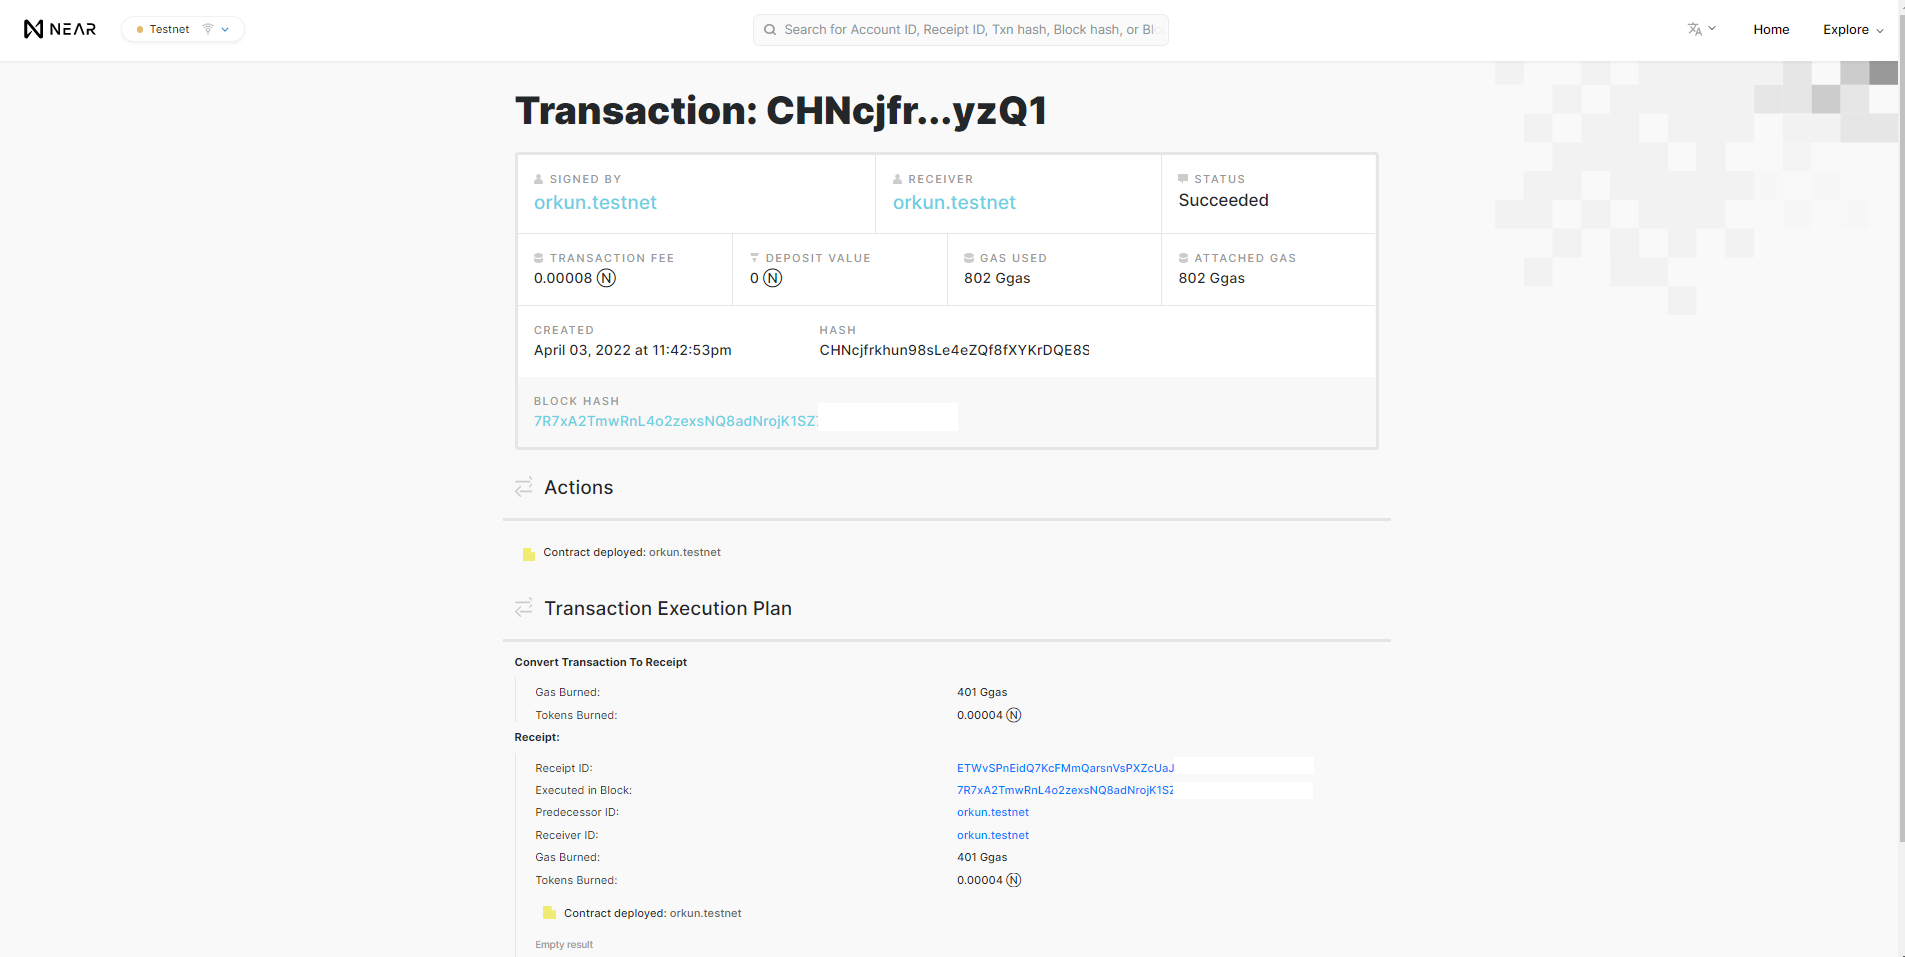 NEAR
Testnet
Search for Account ID, Receipt ID, Txn hash, Block hash, or Blo
Home
Explore
Transaction: CHNcjfr...yzQ1
SIGNED BY
orkun.testnet
RECEIVER
orkun.testnet
STATUS
Succeeded
TRANSACTION FEE
0.00008 Ⓝ
DEPOSIT VALUE
0 Ⓝ
GAS USED
802 Ggas
ATTACHED GAS
802 Ggas
CREATED
April 03, 2022 at 11:42:53pm
HASH
CHNcjfrkhun98sLe4eZQf8fXYKrDQE8S
BLOCK HASH
7R7xA2TmwRnL4o2zexsNQ8adNrojK1SZ
Actions
Contract deployed: orkun.testnet
Transaction Execution Plan
Convert Transaction To Receipt
Gas Burned: 401 Ggas
Tokens Burned: 0.00004 Ⓝ
Receipt:
Receipt ID: ETWvSPnEidQ7KcFMmQarsnVsPXZcUaJ
Executed in Block: 7R7xA2TmwRnL4o2zexsNQ8adNrojK1SZ
Predecessor ID: orkun.testnet
Receiver ID: orkun.testnet
Gas Burned: 401 Ggas
Tokens Burned: 0.00004 Ⓝ
Contract deployed: orkun.testnet
Empty result